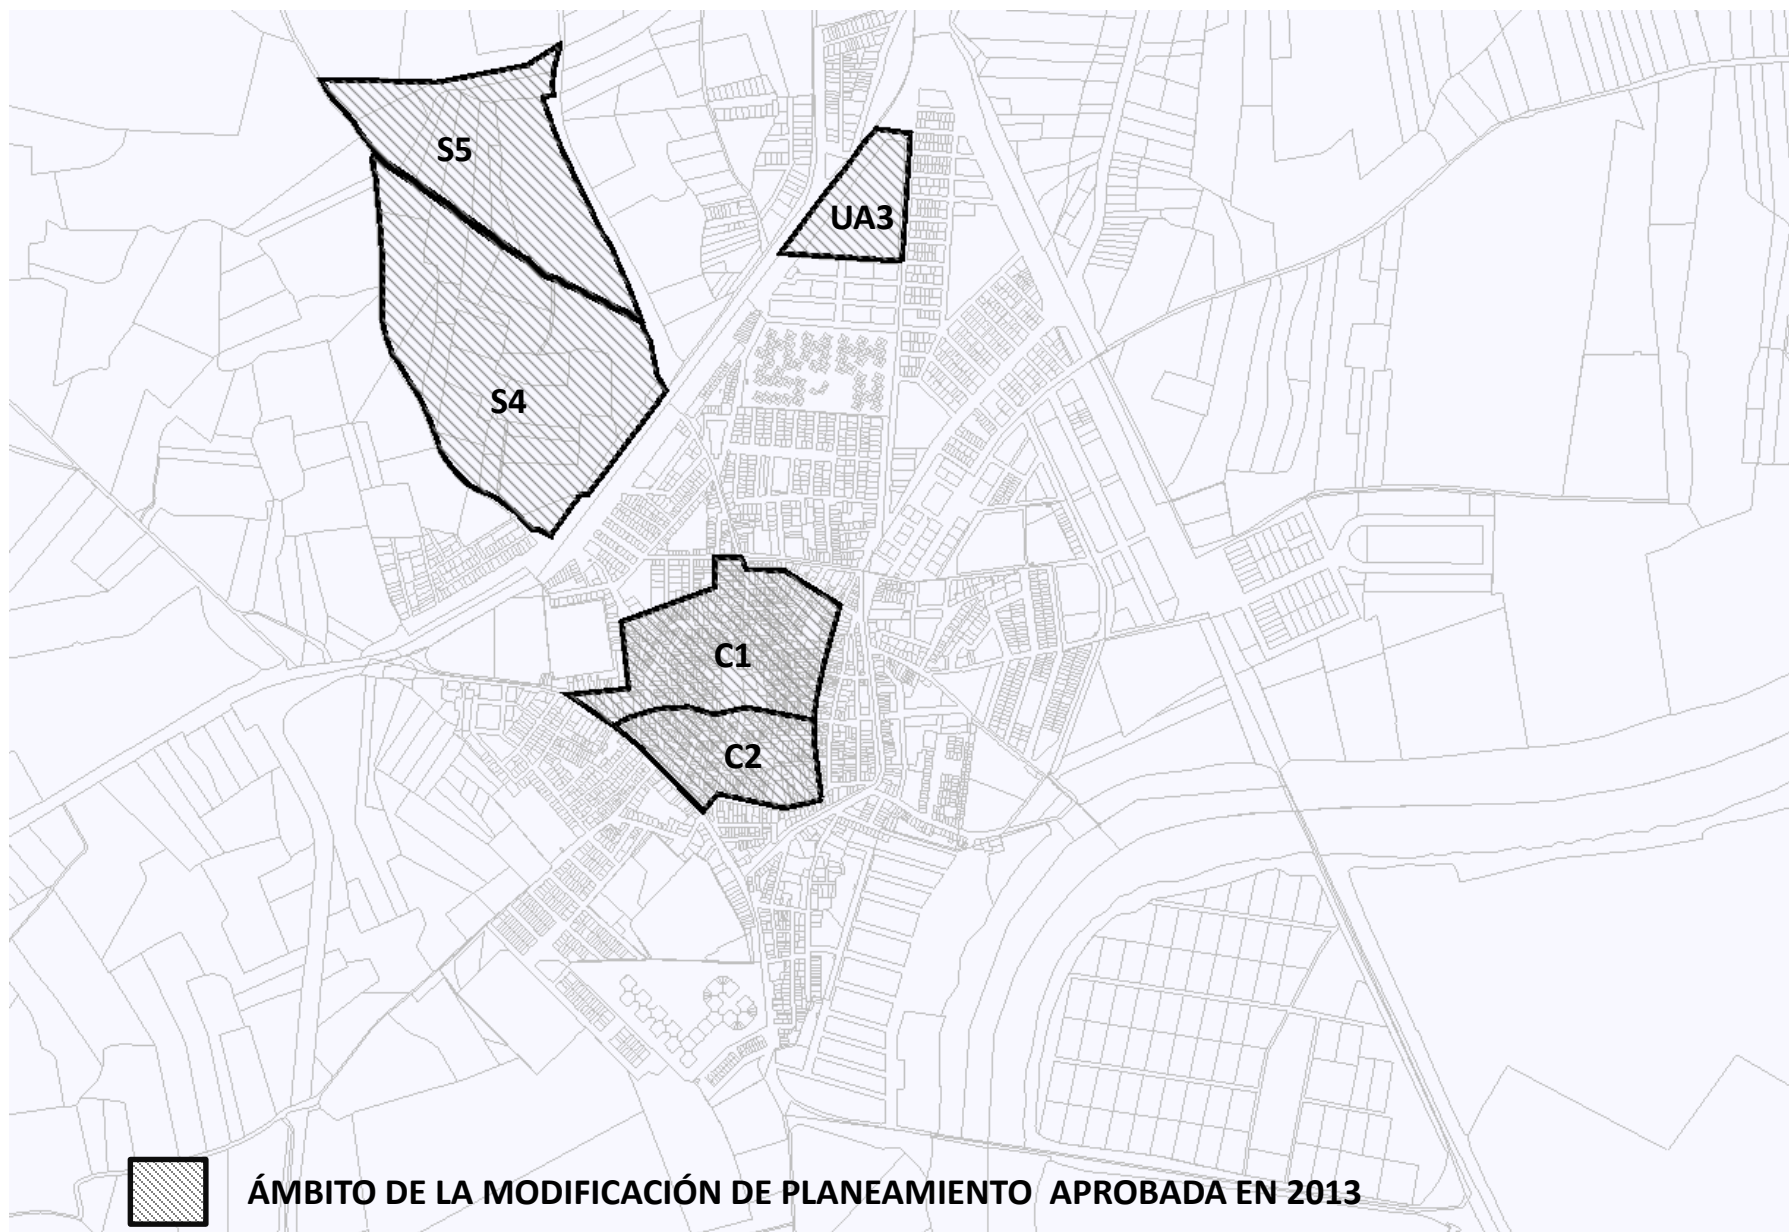 S5
UA3
S4
C1
C2
ÁMBITO DE LA MODIFICACIÓN DE PLANEAMIENTO APROBADA EN 2013